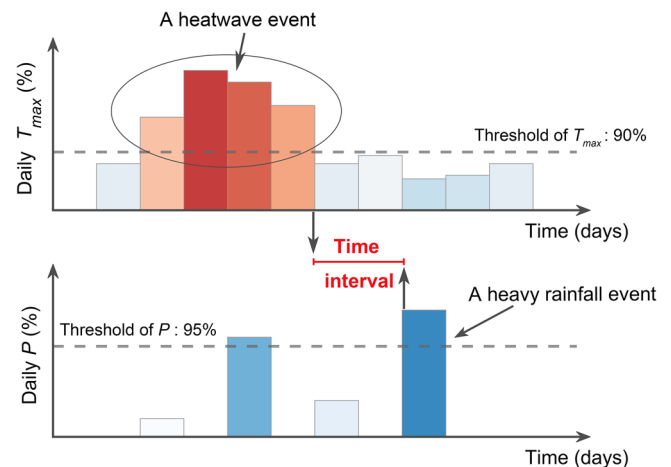 A heatwave event
Daily Tmax (%)
Threshold of Tmax: 90%
Time (days)
Time
interval
A heavy rainfall event
Threshold of P : 95%
Daily P (%)
Time (days)